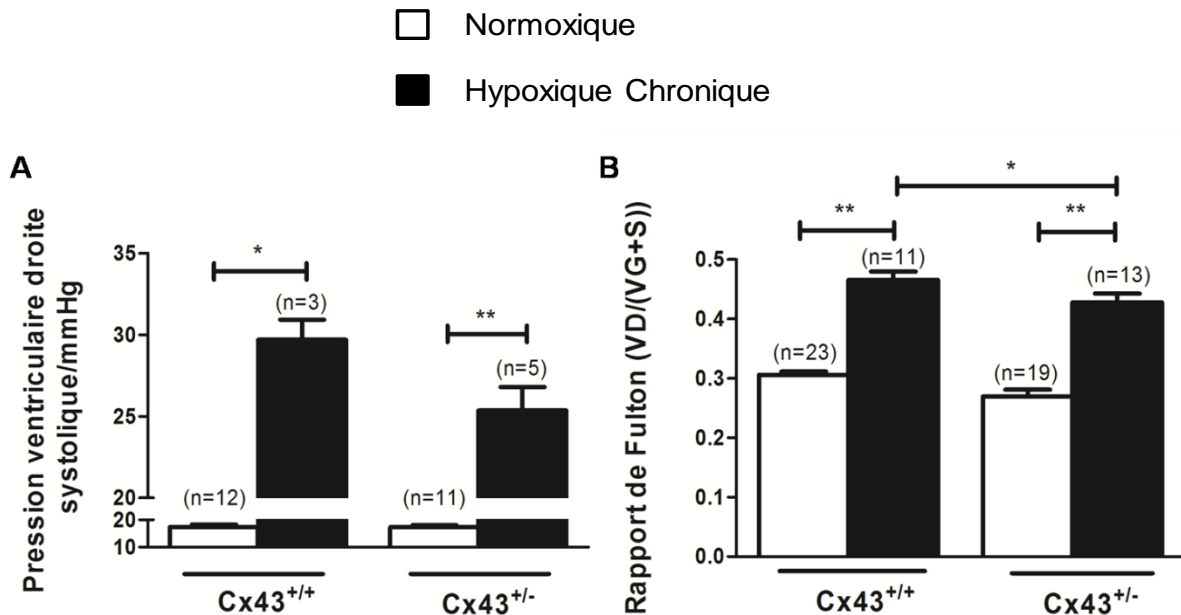 Normoxique
Hypoxique Chronique
A
Pression ventriculaire droite
systolique/mmHg
35
30
25
20
20
10
*
(n=3)
**
(n=5)
(n=12)
(n=11)
Cx43+/+
Cx43+/-
B
Rapport de Fulton (VD/(VG+S))
0.5
0.4
0.3
0.2
0.1
0.0
*
**
**
(n=11)
(n=13)
(n=23)
(n=19)
Cx43+/+
Cx43+/-